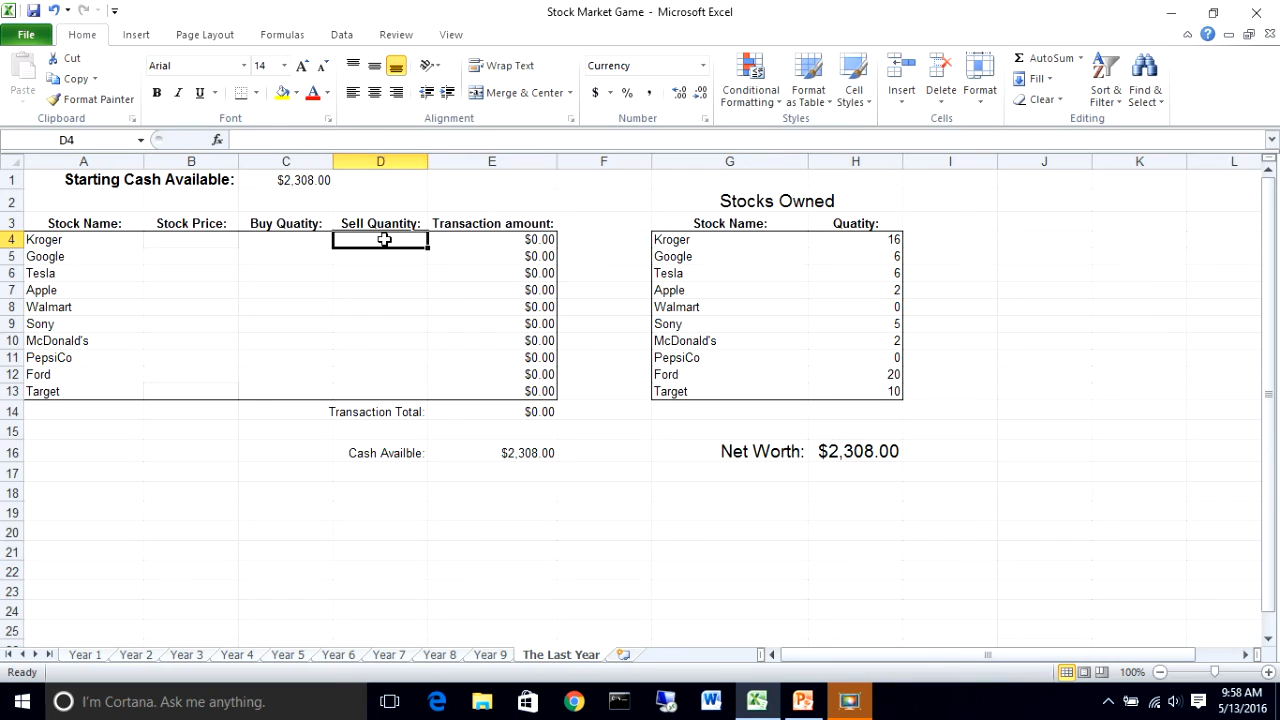 Stock Market Game - Microsoft Excel
File Home Insert Page Layout Formulas Data Review View
Paste Cut Copy Format Painter Clipboard
Arial 14 A A B I U A Font
Wrap Text Merge & Center Alignment
Currency $ % , .0 .00 .00 .0 Number
Conditional Formatting Format as Table Cell Styles Styles
Insert Delete Format Cells
Σ AutoSum Fill Clear Sort & Filter Find & Select Editing
D4 fx
A B C D E F G H I J K L
1 Starting Cash Available: $2,308.00
2 Stocks Owned
3 Stock Name: Stock Price: Buy Quatity: Sell Quantity: Transaction amount: Stock Name: Quatity:
4 Kroger $0.00 Kroger 16
5 Google $0.00 Google 6
6 Tesla $0.00 Tesla 6
7 Apple $0.00 Apple 2
8 Walmart $0.00 Walmart 0
9 Sony $0.00 Sony 5
10 McDonald's $0.00 McDonald's 2
11 PepsiCo $0.00 PepsiCo 0
12 Ford $0.00 Ford 20
13 Target $0.00 Target 10
14 Transaction Total: $0.00
15
16 Cash Availble: $2,308.00 Net Worth: $2,308.00
17
18
19
20
21
22
23
24
25
Year 1 Year 2 Year 3 Year 4 Year 5 Year 6 Year 7 Year 8 Year 9 The Last Year
Ready 100%
I'm Cortana. Ask me anything. 9:58 AM
5/13/2016